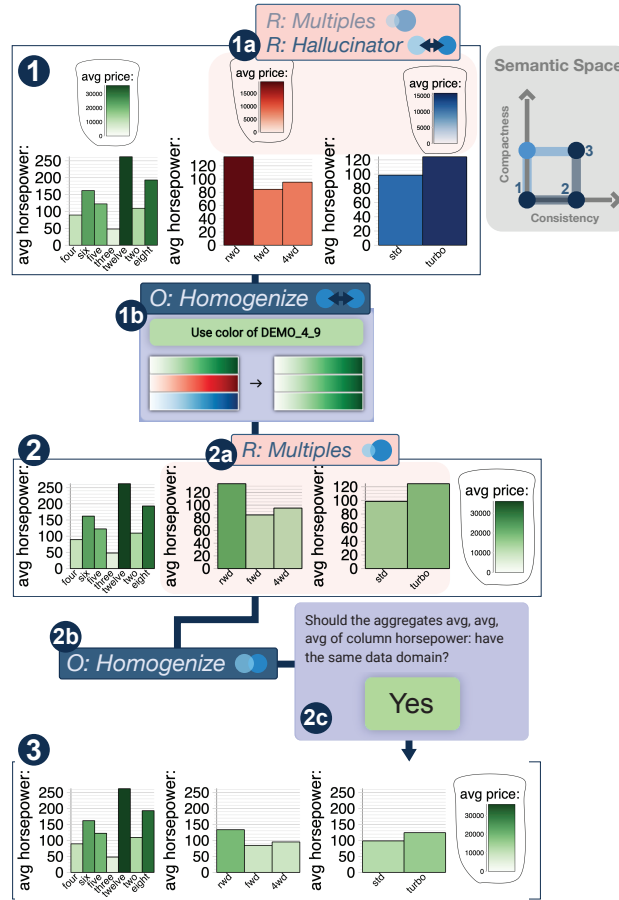 R: Multiples
R: Hallucinator
1a
1
avg price:
30000
20000
10000
0
avg price:
15000
10000
5000
0
avg price:
15000
10000
5000
0
avg horsepower:
250
200
150
100
50
0
four
six
five
three
twelve
two
eight
avg horsepower:
120
100
80
60
40
20
0
rwd
fwd
4wd
avg horsepower:
120
100
80
60
40
20
0
std
turbo
Semantic Space
Compactness
Consistency
1
2
3
O: Homogenize
1b
Use color of DEMO_4_9
→
2
2a
R: Multiples
avg horsepower:
250
200
150
100
50
0
four
six
five
three
twelve
two
eight
avg horsepower:
120
100
80
60
40
20
0
rwd
fwd
4wd
avg horsepower:
120
100
80
60
40
20
0
std
turbo
avg price:
30000
20000
10000
0
2b
O: Homogenize
Should the aggregates avg, avg,
avg of column horsepower: have
the same data domain?
Yes
2c
3
avg horsepower:
250
200
150
100
50
0
four
six
five
three
twelve
two
eight
avg horsepower:
250
200
150
100
50
0
rwd
fwd
4wd
avg horsepower:
250
200
150
100
50
0
std
turbo
avg price:
30000
20000
10000
0